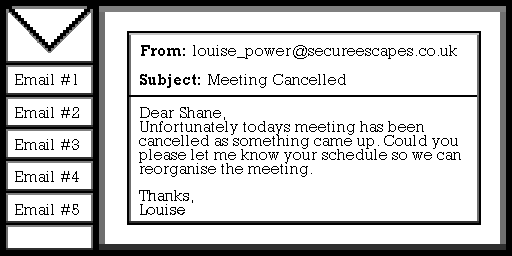 Email #1
Email #2
Email #3
Email #4
Email #5
From: louise_power@secureescapes.co.uk
Subject: Meeting Cancelled
Dear Shane,
Unfortunately todays meeting has been
cancelled as something came up. Could you
please let me know your schedule so we can
reorganise the meeting.
Thanks,
Louise